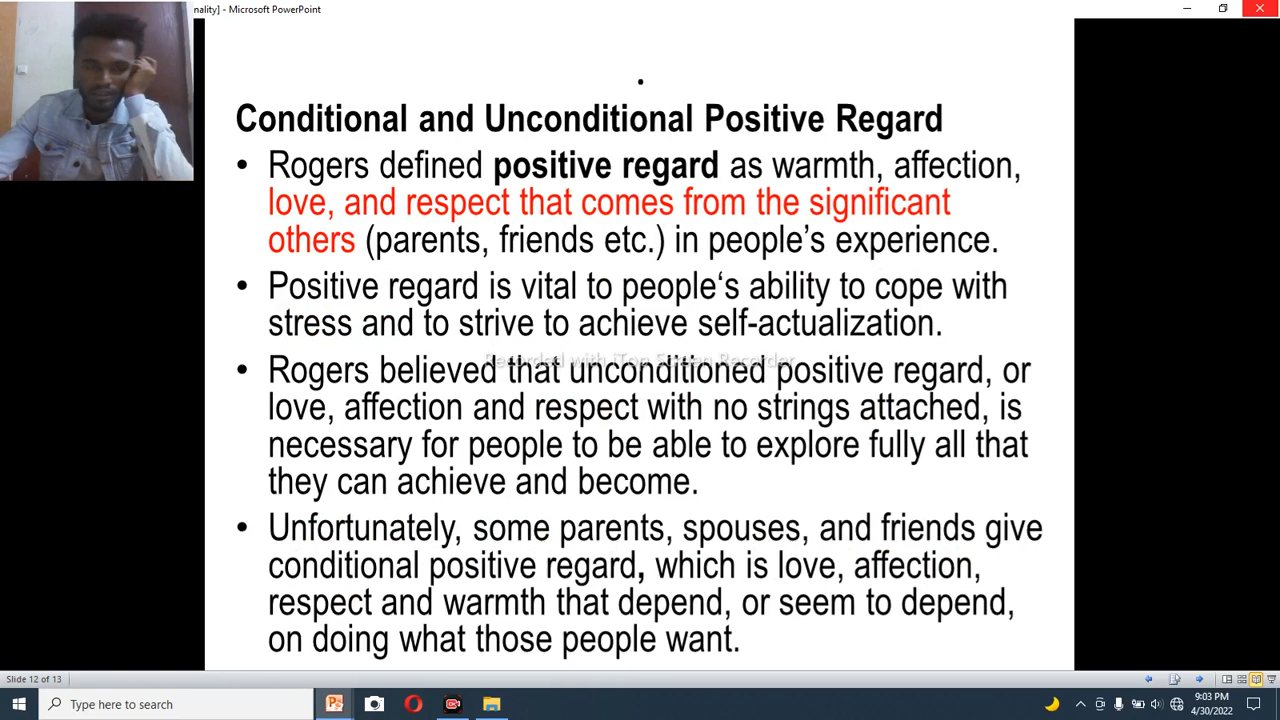 nality] - Microsoft PowerPoint
Conditional and Unconditional Positive Regard
• Rogers defined positive regard as warmth, affection,
love, and respect that comes from the significant
others (parents, friends etc.) in people’s experience.
• Positive regard is vital to people‘s ability to cope with
stress and to strive to achieve self-actualization.
Recorded with iTop Screen Recorder
• Rogers believed that unconditioned positive regard, or
love, affection and respect with no strings attached, is
necessary for people to be able to explore fully all that
they can achieve and become.
• Unfortunately, some parents, spouses, and friends give
conditional positive regard, which is love, affection,
respect and warmth that depend, or seem to depend,
on doing what those people want.
Slide 12 of 13
Type here to search
9:03 PM
4/30/2022